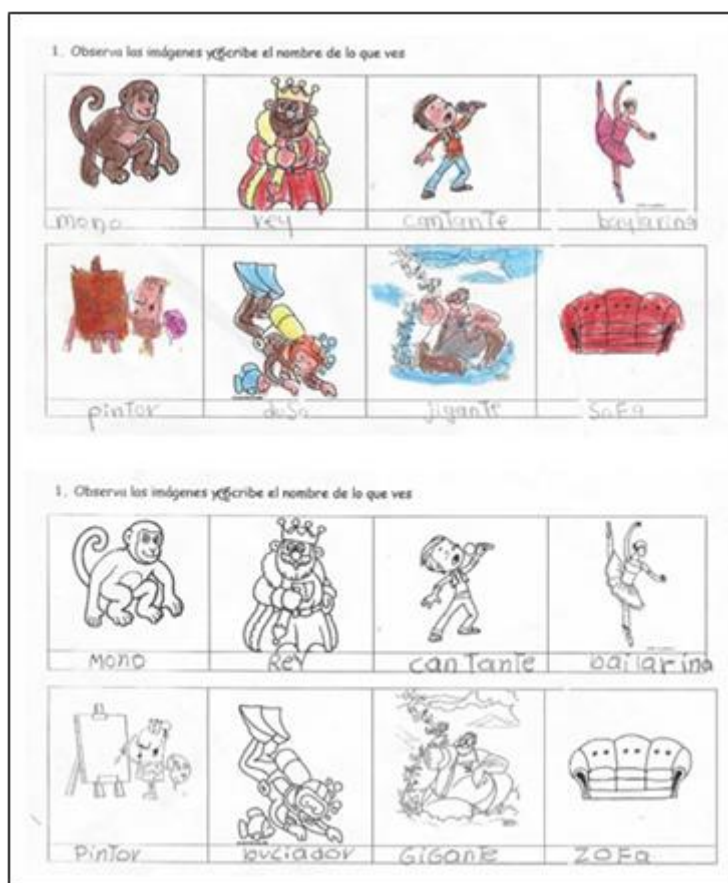 1. Observa las imágenes y escribe el nombre de lo que ves
mono rey cantante baylarina
pintor buso jigante sofa
1. Observa las imágenes y escribe el nombre de lo que ves
MONO Rey canTanTe bailarina
PinTor buciador GiGante ZOFa